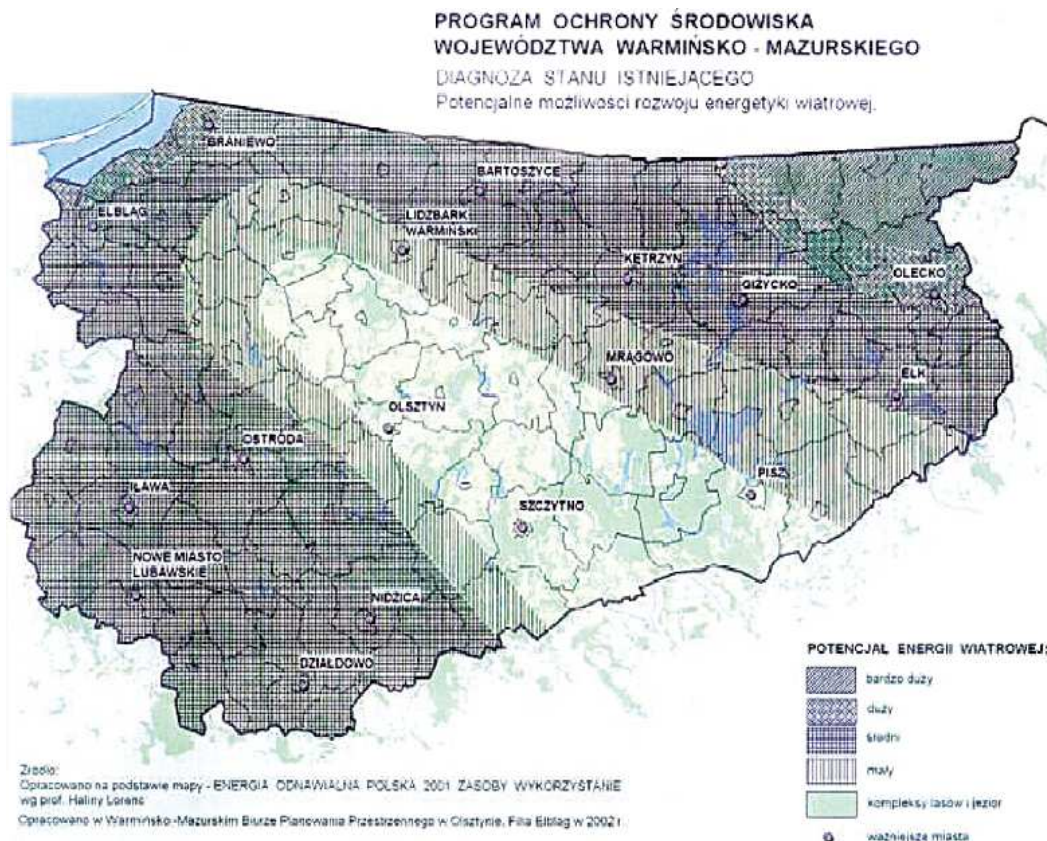 PROGRAM OCHRONY ŚRODOWISKA
WOJEWÓDZTWA WARMIŃSKO - MAZURSKIEGO
DIAGNOZA STANU ISTNIEJĄCEGO
Potencjalne możliwości rozwoju energetyki wiatrowej.
BRANIEWO
BARTOSZYCE
ELBLĄG
LIDZBARK
WARMIŃSKI
KĘTRZYN
GIŻYCKO
OLECKO
MRĄGOWO
EŁK
OLSZTYN
OSTRÓDA
PISZ
IŁAWA
SZCZYTNO
NOWE MIASTO
LUBAWSKIE
NIDZICA
DZIAŁDOWO
POTENCJAŁ ENERGII WIATROWEJ:
bardzo duży
duży
średni
mały
kompleksy lasów i jezior
ważniejsze miasta
Źródło:
Opracowano na podstawie mapy - ENERGIA ODNAWIALNA POLSKA 2001 ZASOBY WYKORZYSTANIE
wg prof. Haliny Lorenc
Opracowano w Warmińsko-Mazurskim Biurze Planowania Przestrzennego w Olsztynie, Filia Elbląg w 2002 r.